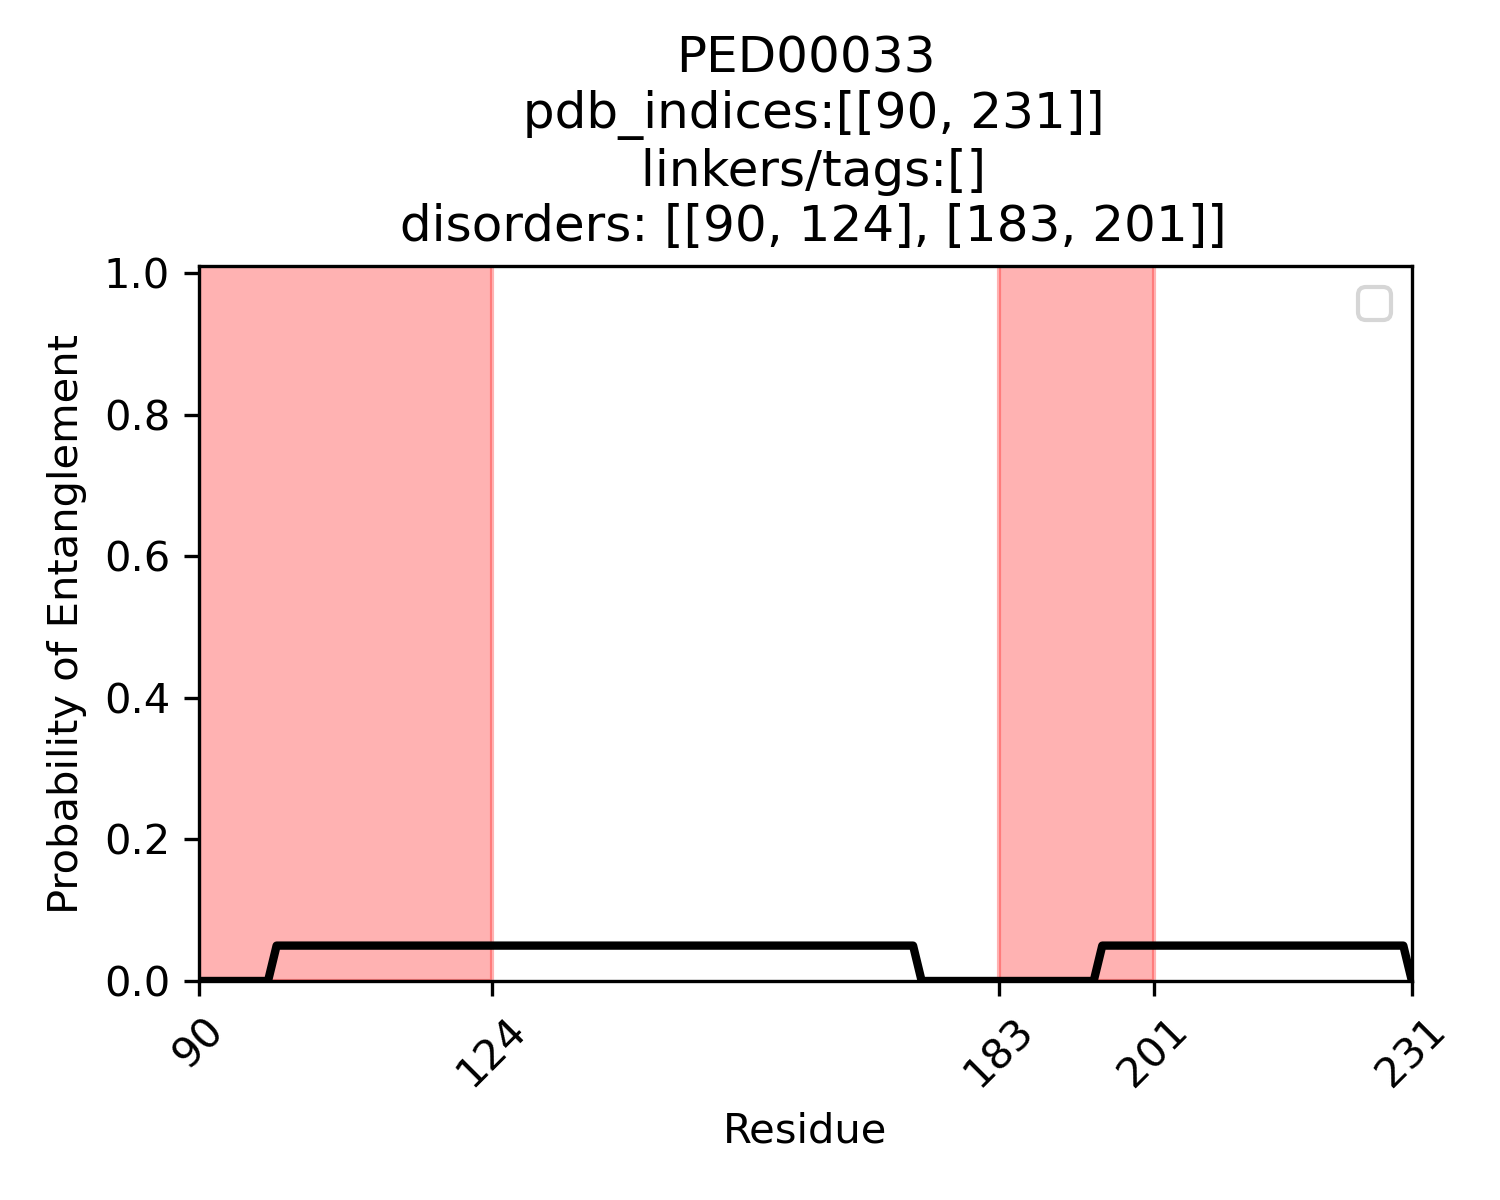 PED00033
pdb_indices:[[90, 231]]
linkers/tags:[]
disorders: [[90, 124], [183, 201]]
1.0
0.8
0.6
0.4
0.2
0.0
Probability of Entanglement
90
124
183
201
231
Residue